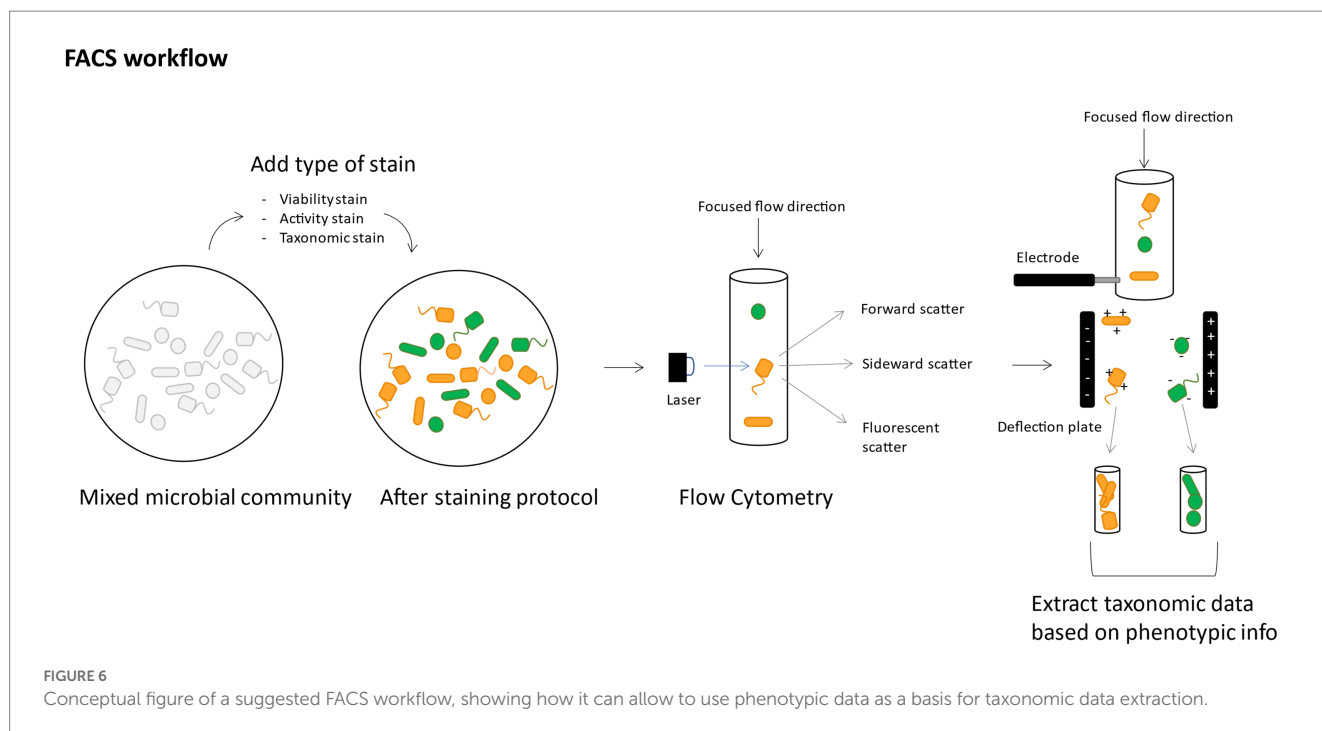 FACS workflow
Add type of stain
- Viability stain
- Activity stain
- Taxonomic stain
Mixed microbial community
After staining protocol
Focused flow direction
Laser
Forward scatter
Sideward scatter
Fluorescent
scatter
Flow Cytometry
Focused flow direction
Electrode
+ +
+
-
-
-
-
-
- -
-
+
+
+
+
+
+ +
-
-
Deflection plate
Extract taxonomic data
based on phenotypic info
FIGURE 6
Conceptual figure of a suggested FACS workflow, showing how it can allow to use phenotypic data as a basis for taxonomic data extraction.